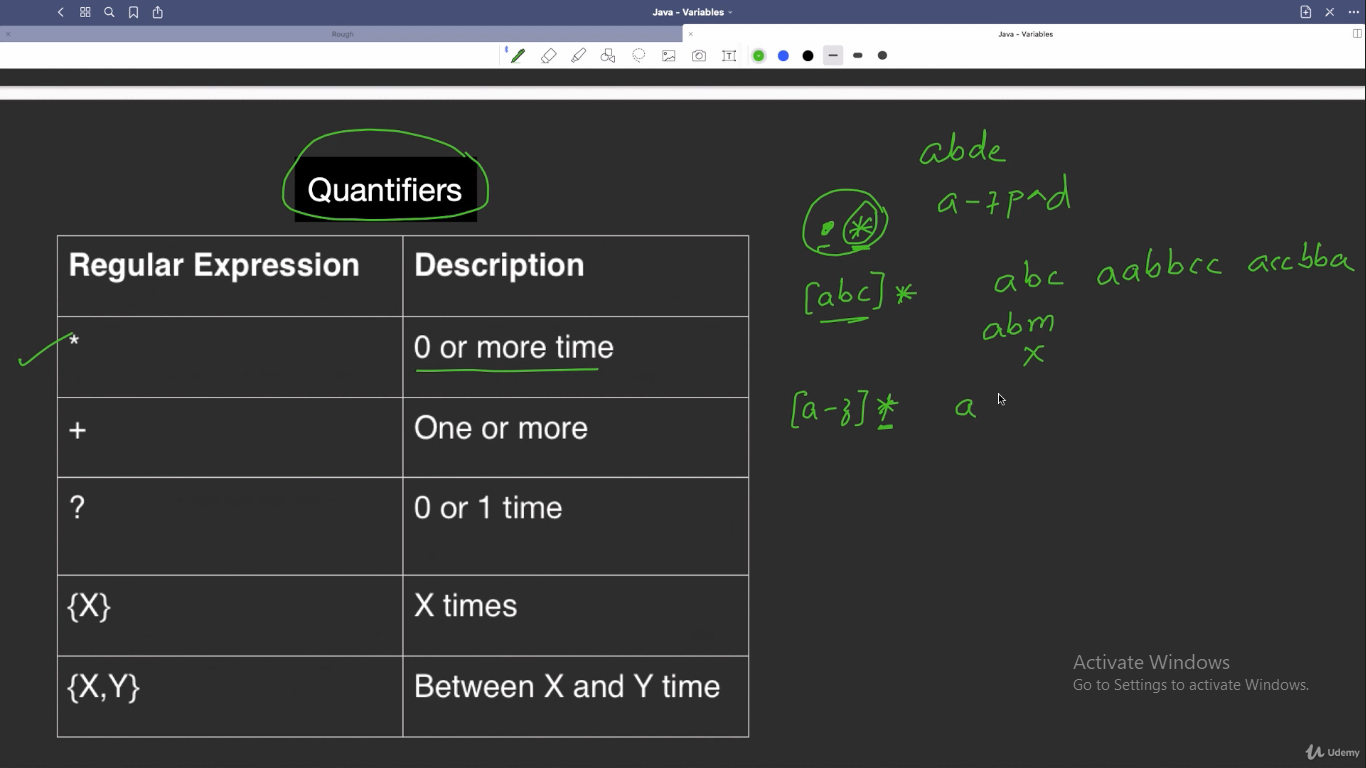 Java - Variables
Rough
Java - Variables
Quantifiers
Regular Expression Description
* 0 or more time
+ One or more
? 0 or 1 time
{X} X times
{X,Y} Between X and Y time
abde
.* a-7p^d
[abc]* abc aabbcc accbba
abm
x
[a-z]* a
Activate Windows
Go to Settings to activate Windows.
Udemy